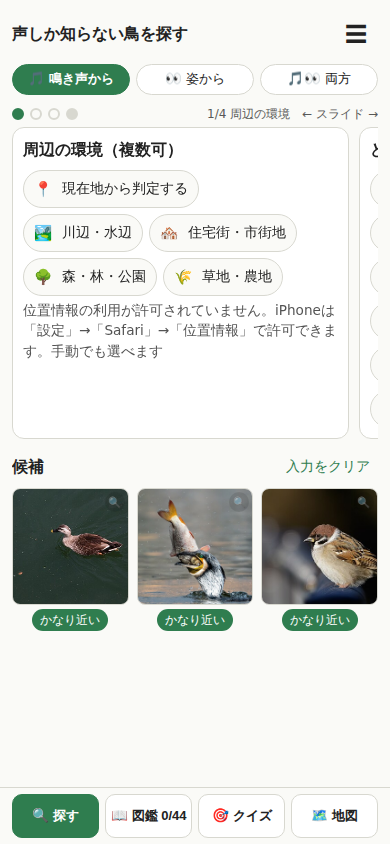 声しか知らない鳥を探す
🎵 鳴き声から
👀 姿から
🎵👀 両方
1/4 周辺の環境 ← スライド →
周辺の環境（複数可）
📍 現在地から判定する
🏞️ 川辺・水辺
🏘️ 住宅街・市街地
🌳 森・林・公園
🌾 草地・農地
位置情報の利用が許可されていません。iPhoneは
「設定」→「Safari」→「位置情報」で許可できま
す。手動でも選べます
候補
入力をクリア
かなり近い
かなり近い
かなり近い
🔍 探す
📖 図鑑 0/44
🎯 クイズ
🗺️ 地図